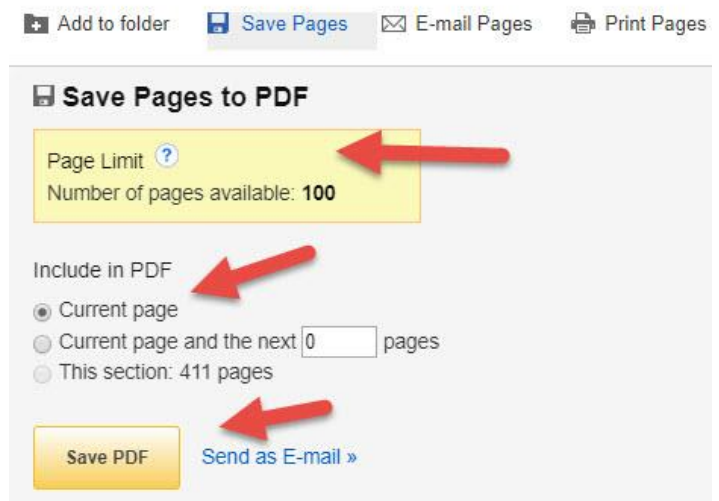 Add to folder Save Pages E-mail Pages Print Pages
Save Pages to PDF
Page Limit ?
Number of pages available: 100
Include in PDF
Current page
Current page and the next 0 pages
This section: 411 pages
Save PDF Send as E-mail »